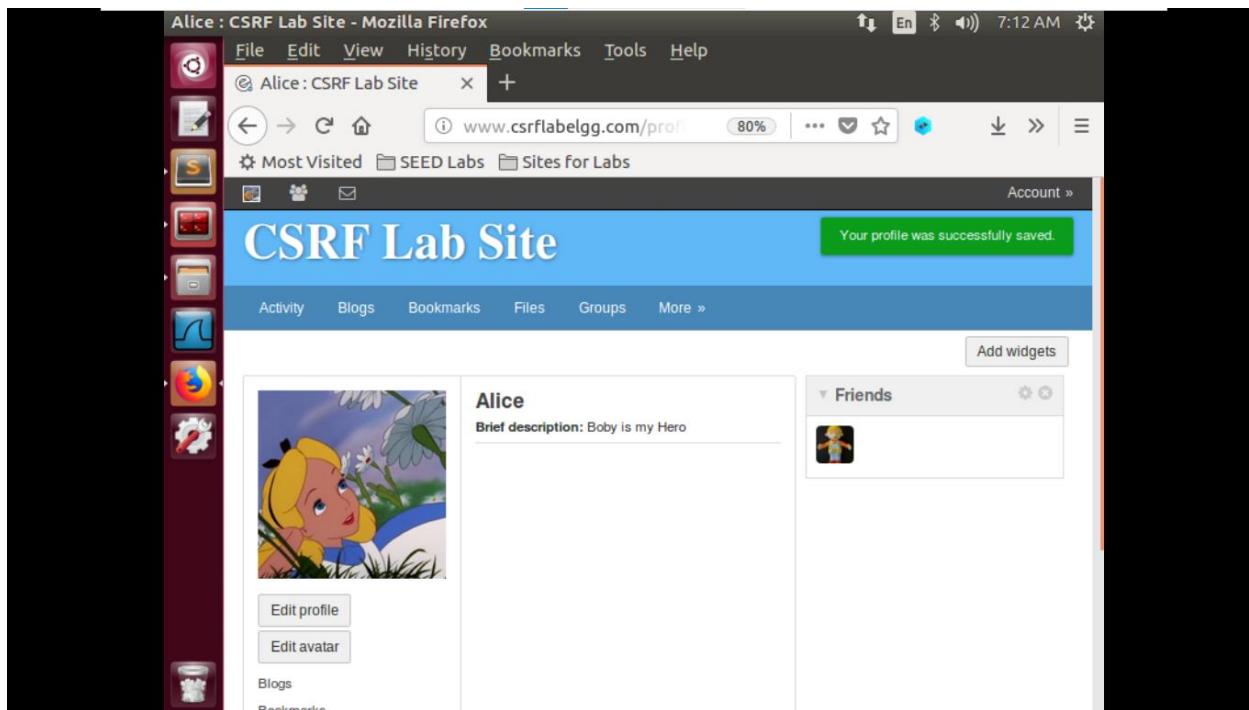 Alice : CSRF Lab Site - Mozilla Firefox
En
7:12 AM
File Edit View History Bookmarks Tools Help
Alice : CSRF Lab Site
www.csrflabelgg.com/prof
80%
Most Visited SEED Labs Sites for Labs
Account »
CSRF Lab Site
Your profile was successfully saved.
Activity Blogs Bookmarks Files Groups More »
Add widgets
Alice
Brief description: Boby is my Hero
Friends
Edit profile
Edit avatar
Blogs
Bookmarks